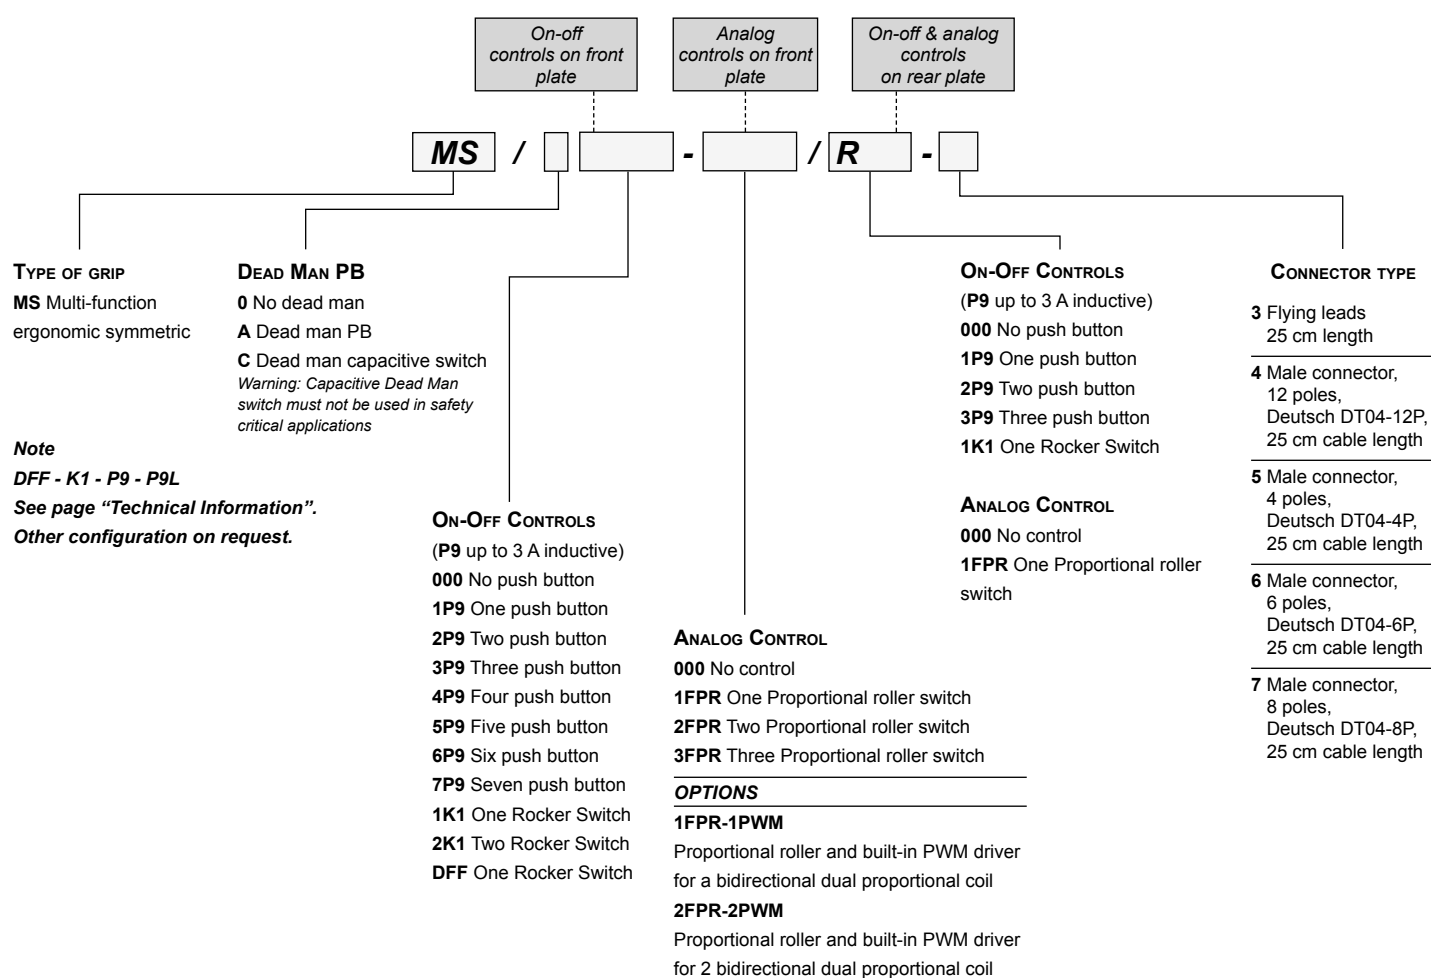 On-off
controls on front
plate
Analog
controls on front
plate
On-off & analog
controls
on rear plate
MS / - / R -
TYPE OF GRIP
MS Multi-function
ergonomic symmetric
DEAD MAN PB
0 No dead man
A Dead man PB
C Dead man capacitive switch
Warning: Capacitive Dead Man
switch must not be used in safety
critical applications
Note
DFF - K1 - P9 - P9L
See page “Technical Information”.
Other configuration on request.
ON-OFF CONTROLS
(P9 up to 3 A inductive)
000 No push button
1P9 One push button
2P9 Two push button
3P9 Three push button
4P9 Four push button
5P9 Five push button
6P9 Six push button
7P9 Seven push button
1K1 One Rocker Switch
2K1 Two Rocker Switch
DFF One Rocker Switch
ANALOG CONTROL
000 No control
1FPR One Proportional roller switch
2FPR Two Proportional roller switch
3FPR Three Proportional roller switch
OPTIONS
1FPR-1PWM
Proportional roller and built-in PWM driver
for a bidirectional dual proportional coil
2FPR-2PWM
Proportional roller and built-in PWM driver
for 2 bidirectional dual proportional coil
ON-OFF CONTROLS
(P9 up to 3 A inductive)
000 No push button
1P9 One push button
2P9 Two push button
3P9 Three push button
1K1 One Rocker Switch
ANALOG CONTROL
000 No control
1FPR One Proportional roller
switch
CONNECTOR TYPE
3 Flying leads
25 cm length
4 Male connector,
12 poles,
Deutsch DT04-12P,
25 cm cable length
5 Male connector,
4 poles,
Deutsch DT04-4P,
25 cm cable length
6 Male connector,
6 poles,
Deutsch DT04-6P,
25 cm cable length
7 Male connector,
8 poles,
Deutsch DT04-8P,
25 cm cable length